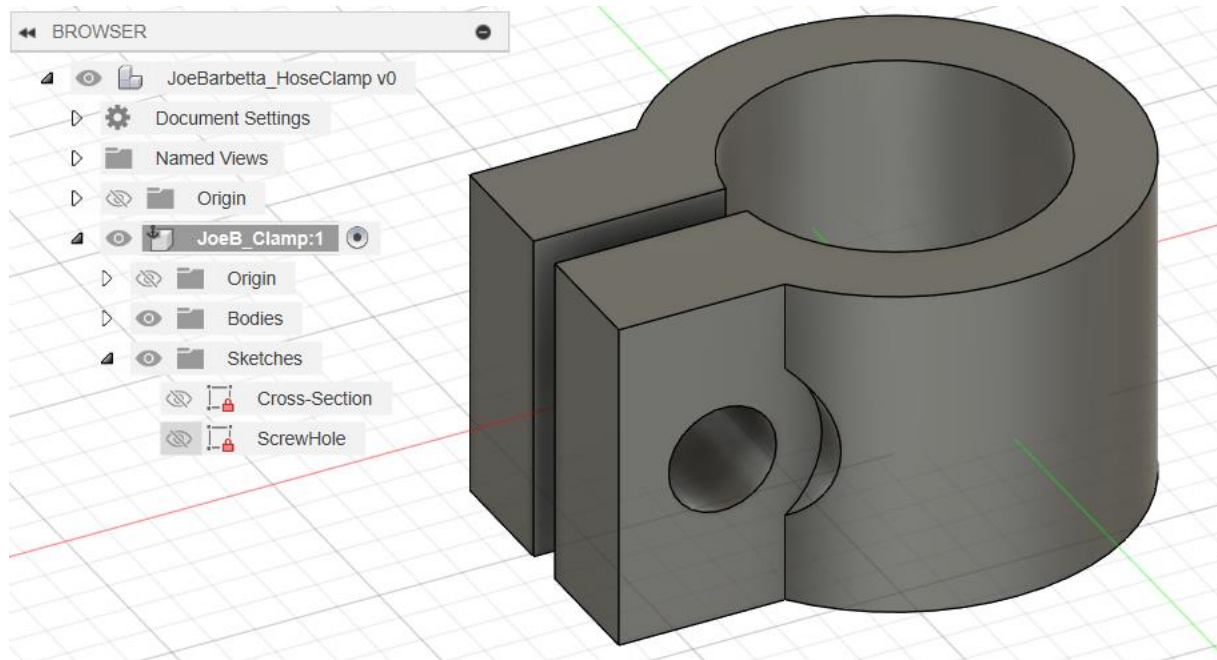 BROWSER
JoeBarbetta_HoseClamp v0
Document Settings
Named Views
Origin
JoeB_Clamp:1
Origin
Bodies
Sketches
Cross-Section
ScrewHole